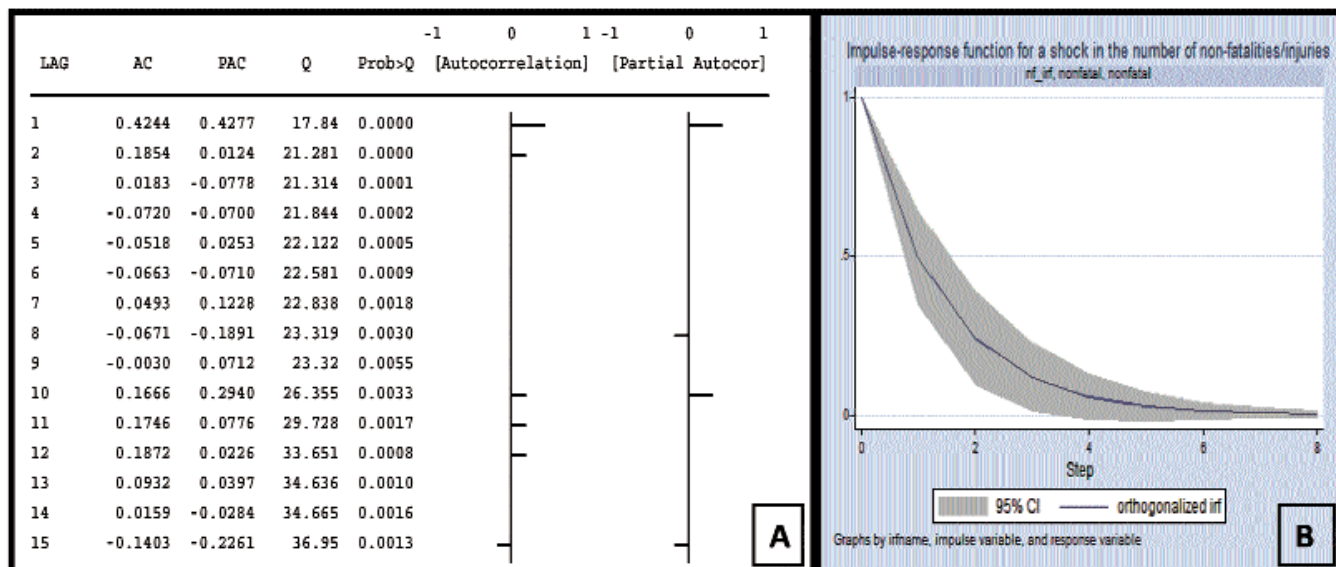 -1 0 1 -1 0 1
LAG AC PAC Q Prob>Q [Autocorrelation] [Partial Autocor]
1 0.4244 0.4277 17.84 0.0000
2 0.1854 0.0124 21.281 0.0000
3 0.0183 -0.0778 21.314 0.0001
4 -0.0720 -0.0700 21.844 0.0002
5 -0.0518 0.0253 22.122 0.0005
6 -0.0663 -0.0710 22.581 0.0009
7 0.0493 0.1228 22.838 0.0018
8 -0.0671 -0.1891 23.319 0.0030
9 -0.0030 0.0712 23.32 0.0055
10 0.1666 0.2940 26.355 0.0033
11 0.1746 0.0776 29.728 0.0017
12 0.1872 0.0226 33.651 0.0008
13 0.0932 0.0397 34.636 0.0010
14 0.0159 -0.0284 34.665 0.0016
15 -0.1403 -0.2261 36.95 0.0013
A
Impulse-response function for a shock in the number of non-fatalities/injuries
nf_irf, nonfatal, nonfatal
1
.5
0
0 2 4 6 8
Step
95% CI orthogonalized irf
Graphs by irfname, impulse variable, and response variable
B